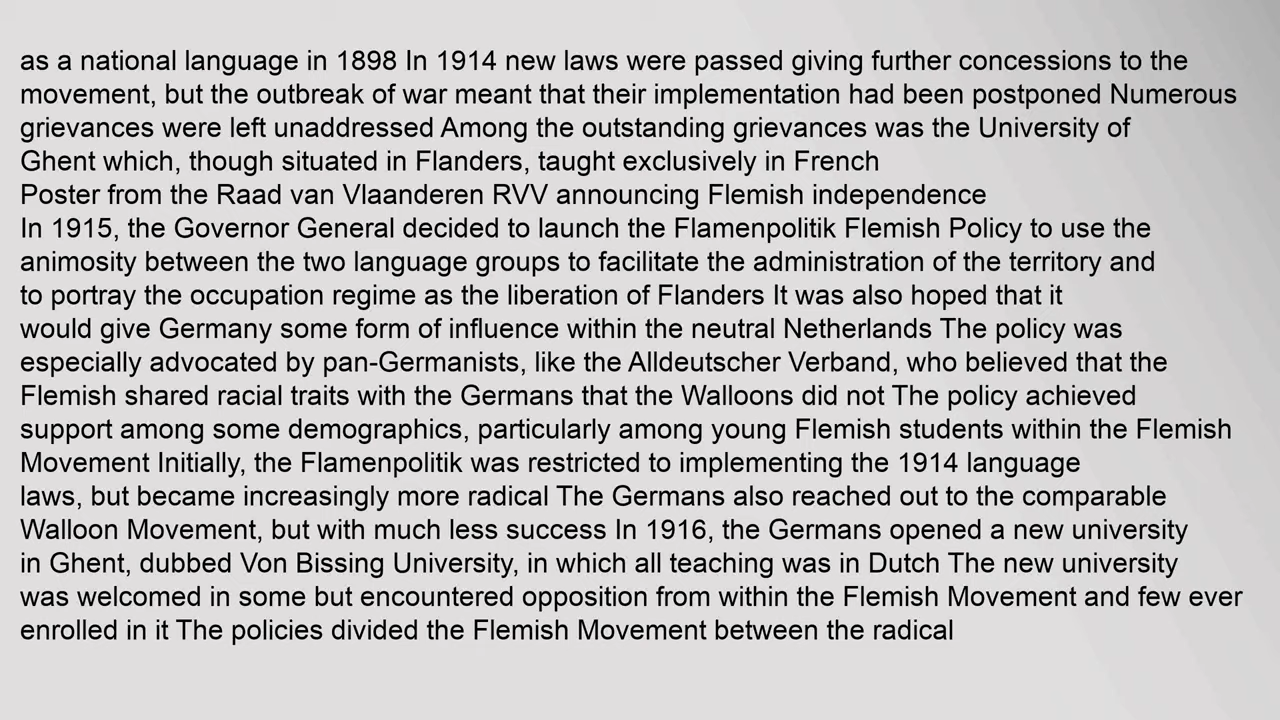 as a national language in 1898 In 1914 new laws were passed giving further concessions to the
movement, but the outbreak of war meant that their implementation had been postponed Numerous
grievances were left unaddressed Among the outstanding grievances was the University of
Ghent which, though situated in Flanders, taught exclusively in French
Poster from the Raad van Vlaanderen RVV announcing Flemish independence
In 1915, the Governor General decided to launch the Flamenpolitik Flemish Policy to use the
animosity between the two language groups to facilitate the administration of the territory and
to portray the occupation regime as the liberation of Flanders It was also hoped that it
would give Germany some form of influence within the neutral Netherlands The policy was
especially advocated by pan-Germanists, like the Alldeutscher Verband, who believed that the
Flemish shared racial traits with the Germans that the Walloons did not The policy achieved
support among some demographics, particularly among young Flemish students within the Flemish
Movement Initially, the Flamenpolitik was restricted to implementing the 1914 language
laws, but became increasingly more radical The Germans also reached out to the comparable
Walloon Movement, but with much less success In 1916, the Germans opened a new university
in Ghent, dubbed Von Bissing University, in which all teaching was in Dutch The new university
was welcomed in some but encountered opposition from within the Flemish Movement and few ever
enrolled in it The policies divided the Flemish Movement between the radical